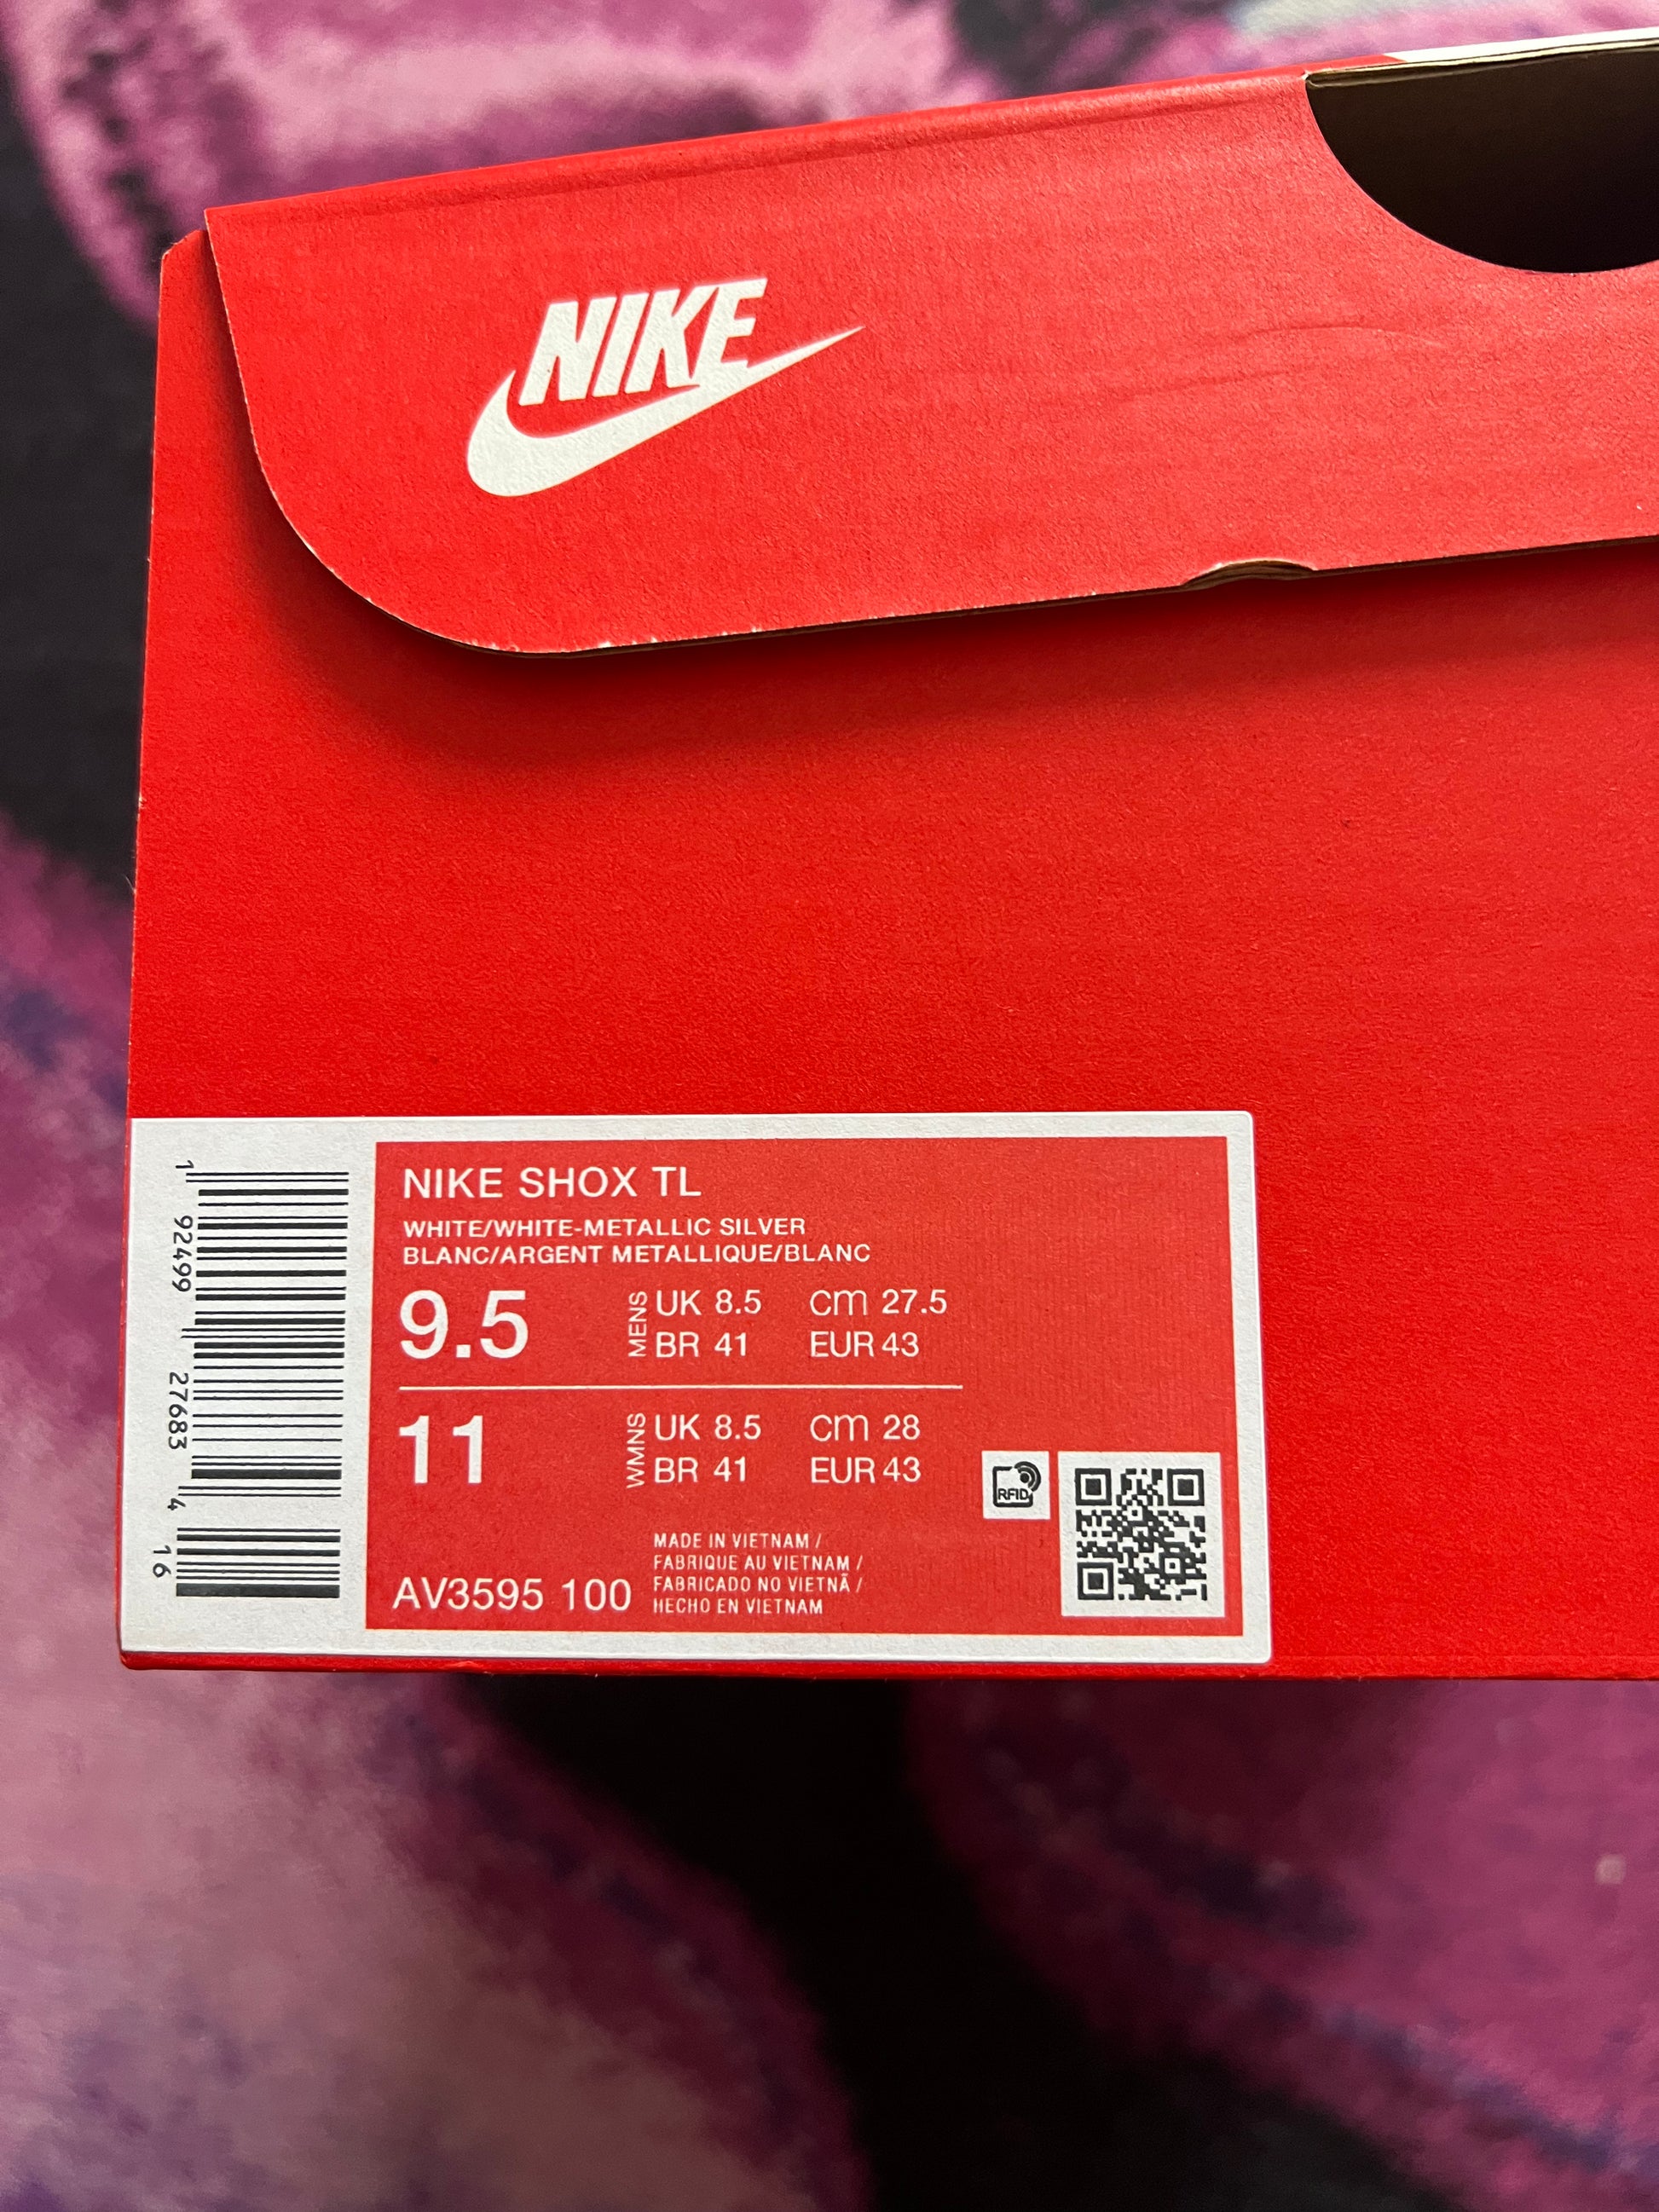 NIKE
NIKE SHOX TL
WHITE/WHITE-METALLIC SILVER
BLANC/ARGENT METALLIQUE/BLANC
9.5 MENS UK 8.5 CM 27.5
BR 41 EUR 43
11 WMNS UK 8.5 CM 28
BR 41 EUR 43
RFID
MADE IN VIETNAM /
FABRIQUE AU VIETNAM /
FABRICADO NO VIETNÃ /
HECHO EN VIETNAM
AV3595 100
1 92499 27683 4 16